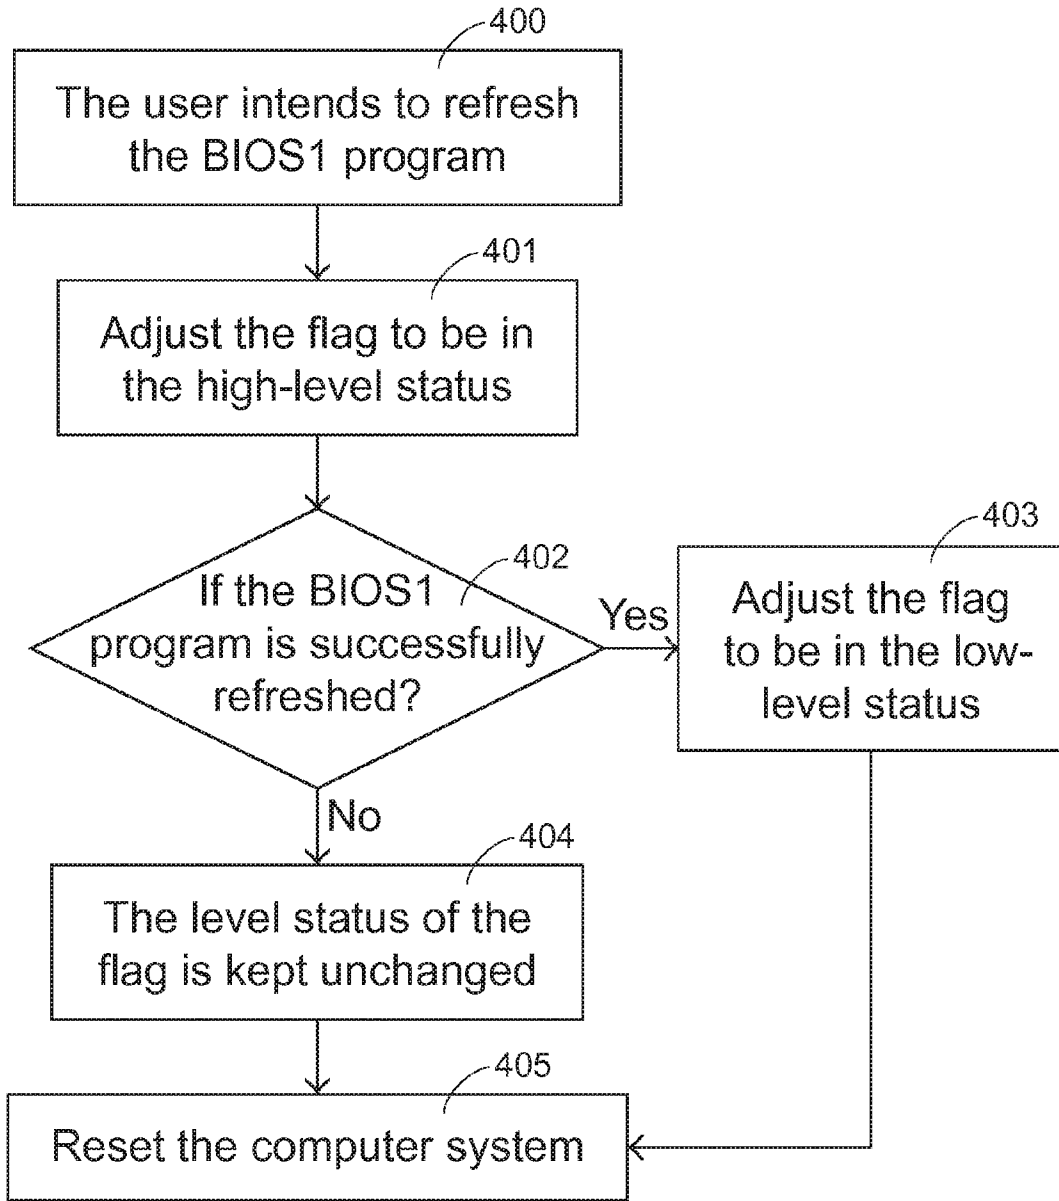 400
The user intends to refresh
the BIOS1 program
401
Adjust the flag to be in
the high-level status
402
If the BIOS1
program is successfully
refreshed?
Yes
403
Adjust the flag
to be in the low-
level status
No
404
The level status of the
flag is kept unchanged
405
Reset the computer system